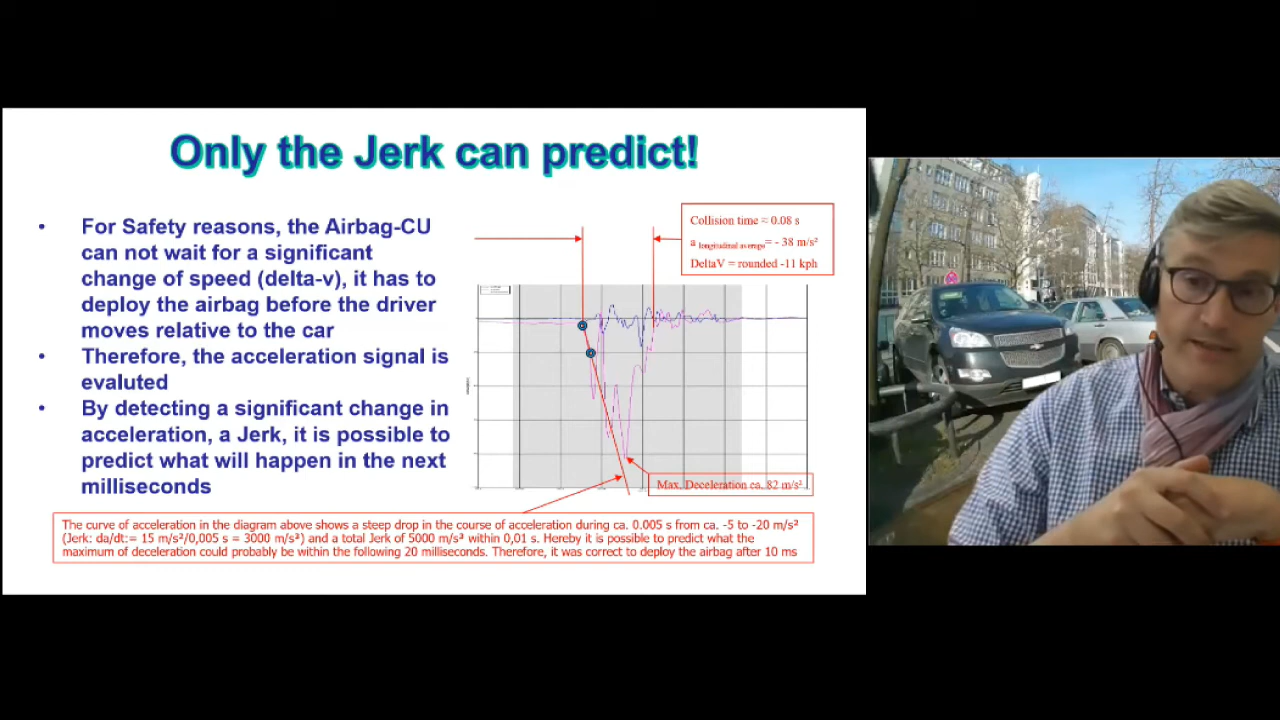 Only the Jerk can predict!
• For Safety reasons, the Airbag-CU
can not wait for a significant
change of speed (delta-v), it has to
deploy the airbag before the driver
moves relative to the car
• Therefore, the acceleration signal is
evaluted
• By detecting a significant change in
acceleration, a Jerk, it is possible to
predict what will happen in the next
milliseconds
Collision time ≈ 0.08 s
a longitudinal average= - 38 m/s²
DeltaV = rounded -11 kph
Max. Deceleration ca. 82 m/s²
The curve of acceleration in the diagram above shows a steep drop in the course of acceleration during ca. 0.005 s from ca. -5 to -20 m/s²
(Jerk: da/dt:= 15 m/s²/0,005 s = 3000 m/s³) and a total Jerk of 5000 m/s³ within 0,01 s. Hereby it is possible to predict what the
maximum of deceleration could probably be within the following 20 milliseconds. Therefore, it was correct to deploy the airbag after 10 ms